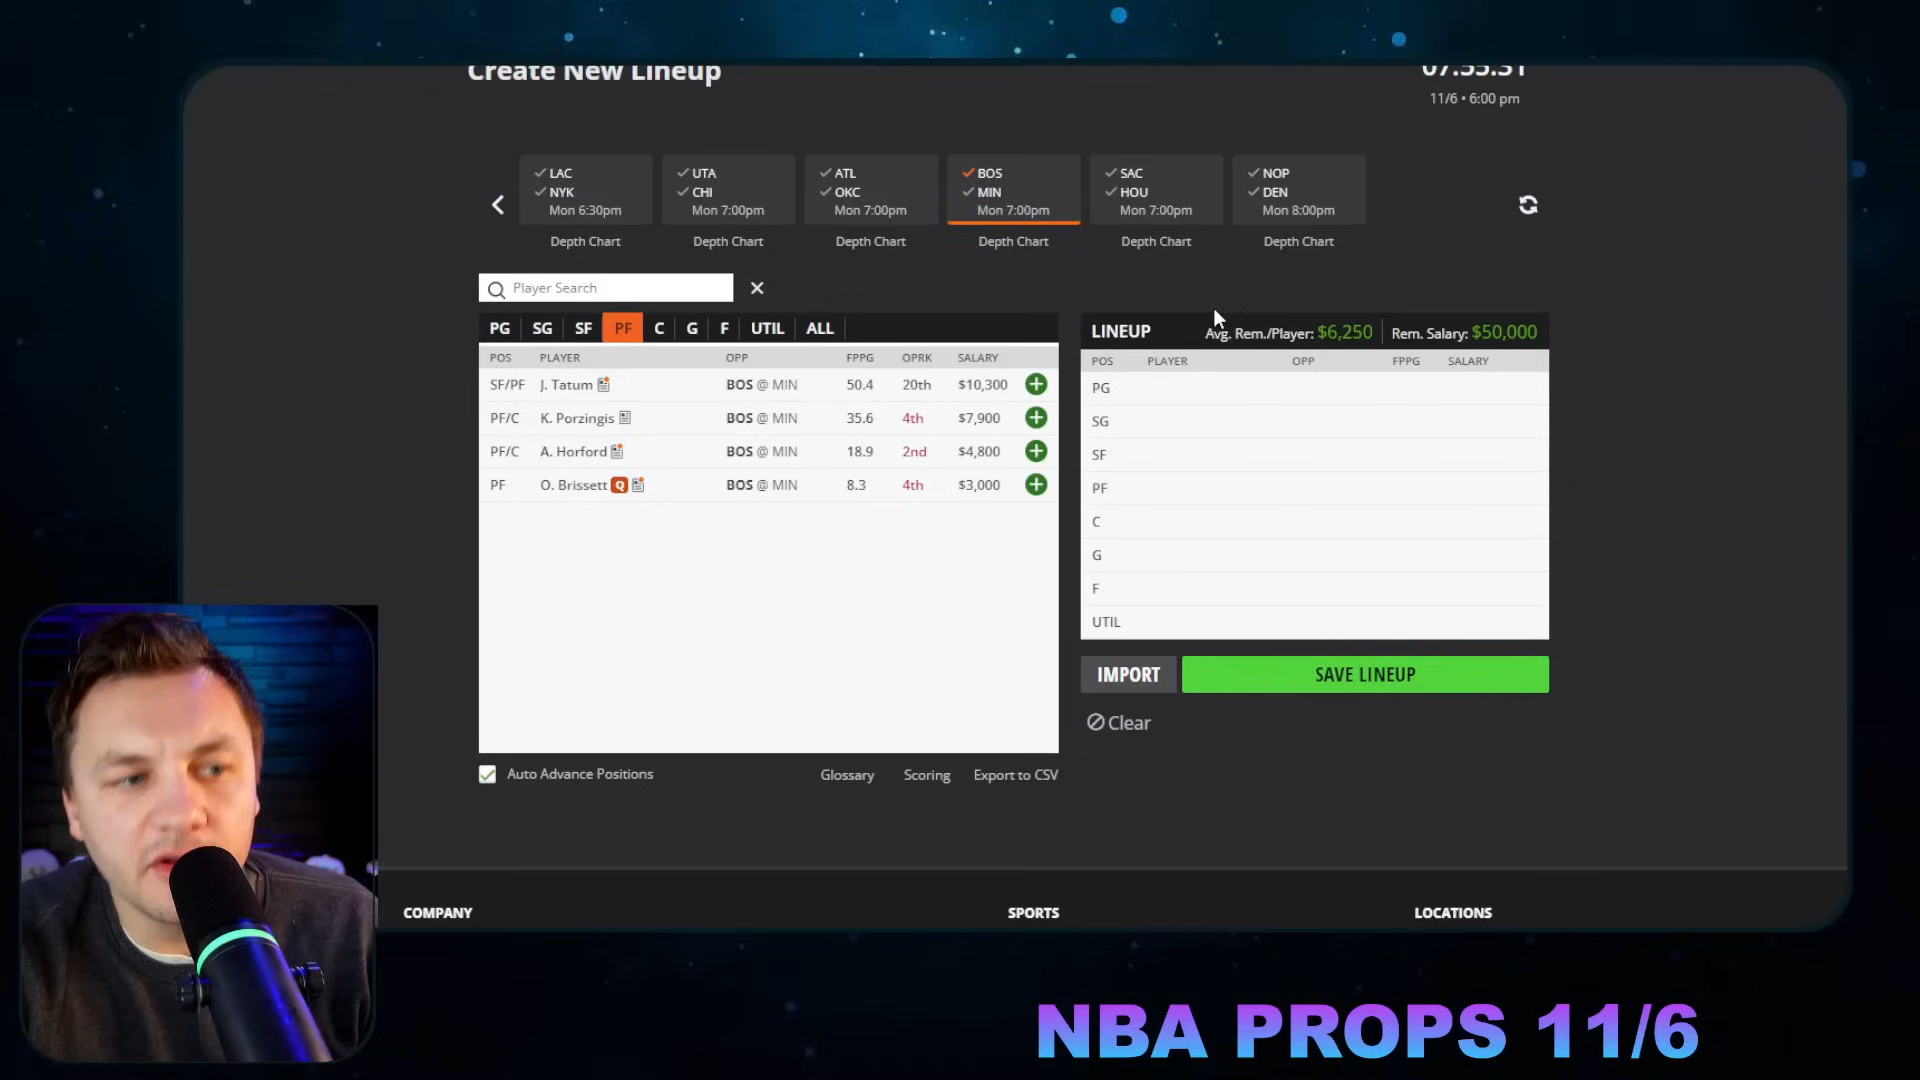 Create New Lineup
07:55:31
11/6 • 6:00 pm
LAC
NYK
Mon 6:30pm
Depth Chart
UTA
CHI
Mon 7:00pm
Depth Chart
ATL
OKC
Mon 7:00pm
Depth Chart
BOS
MIN
Mon 7:00pm
Depth Chart
SAC
HOU
Mon 7:00pm
Depth Chart
NOP
DEN
Mon 8:00pm
Depth Chart
Player Search
PG SG SF PF C G F UTIL ALL
POS PLAYER OPP FPPG OPRK SALARY
SF/PF J. Tatum BOS @ MIN 50.4 20th $10,300
PF/C K. Porzingis BOS @ MIN 35.6 4th $7,900
PF/C A. Horford BOS @ MIN 18.9 2nd $4,800
PF O. Brissett Q BOS @ MIN 8.3 4th $3,000
Auto Advance Positions
Glossary Scoring Export to CSV
LINEUP Avg. Rem./Player: $6,250 Rem. Salary: $50,000
POS PLAYER OPP FPPG SALARY
PG
SG
SF
PF
C
G
F
UTIL
IMPORT SAVE LINEUP
Clear
COMPANY SPORTS LOCATIONS
NBA PROPS 11/6